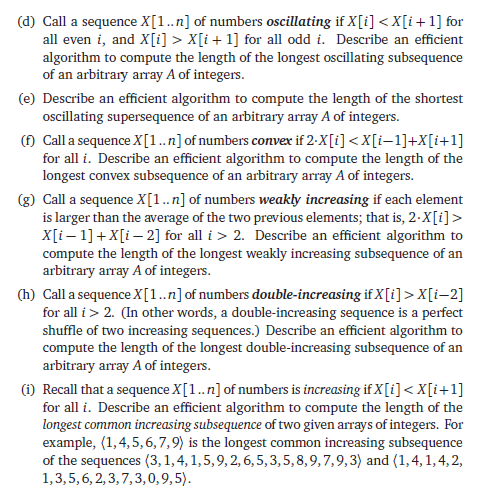 (d) Call a sequence X[1..n] of numbers oscillating if X[i] < X[i+1] for
all even i, and X[i] > X[i+1] for all odd i. Describe an efficient
algorithm to compute the length of the longest oscillating subsequence
of an arbitrary array A of integers.
(e) Describe an efficient algorithm to compute the length of the shortest
oscillating supersequence of an arbitrary array A of integers.
(f) Call a sequence X[1..n] of numbers convex if 2·X[i] < X[i−1]+X[i+1]
for all i. Describe an efficient algorithm to compute the length of the
longest convex subsequence of an arbitrary array A of integers.
(g) Call a sequence X[1..n] of numbers weakly increasing if each element
is larger than the average of the two previous elements; that is, 2·X[i] >
X[i−1]+X[i−2] for all i > 2. Describe an efficient algorithm to
compute the length of the longest weakly increasing subsequence of an
arbitrary array A of integers.
(h) Call a sequence X[1..n] of numbers double-increasing if X[i] > X[i−2]
for all i > 2. (In other words, a double-increasing sequence is a perfect
shuffle of two increasing sequences.) Describe an efficient algorithm to
compute the length of the longest double-increasing subsequence of an
arbitrary array A of integers.
(i) Recall that a sequence X[1..n] of numbers is increasing if X[i] < X[i+1]
for all i. Describe an efficient algorithm to compute the length of the
longest common increasing subsequence of two given arrays of integers. For
example, ⟨1,4,5,6,7,9⟩ is the longest common increasing subsequence
of the sequences ⟨3,1,4,1,5,9,2,6,5,3,5,8,9,7,9,3⟩ and ⟨1,4,1,4,2,
1,3,5,6,2,3,7,3,0,9,5⟩.